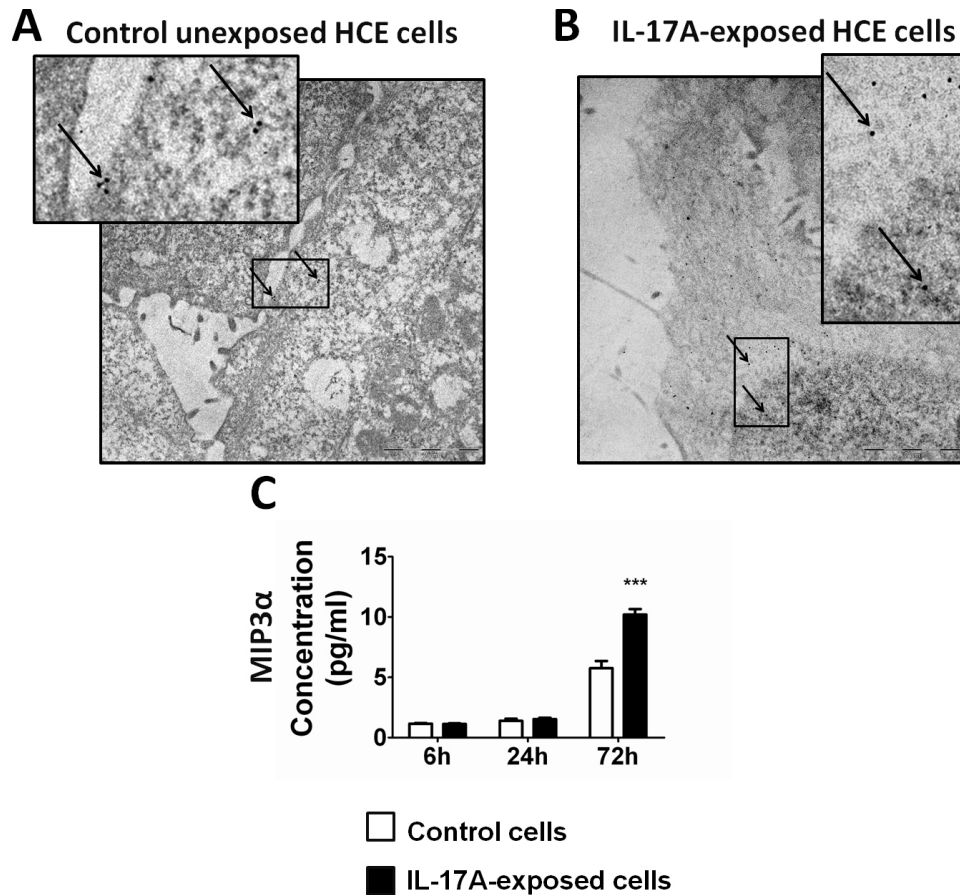 A Control unexposed HCE cells
B IL-17A-exposed HCE cells
C
MIP3α
Concentration
(pg/ml)
15
10
5
0
***
6h 24h 72h
Control cells
IL-17A-exposed cells